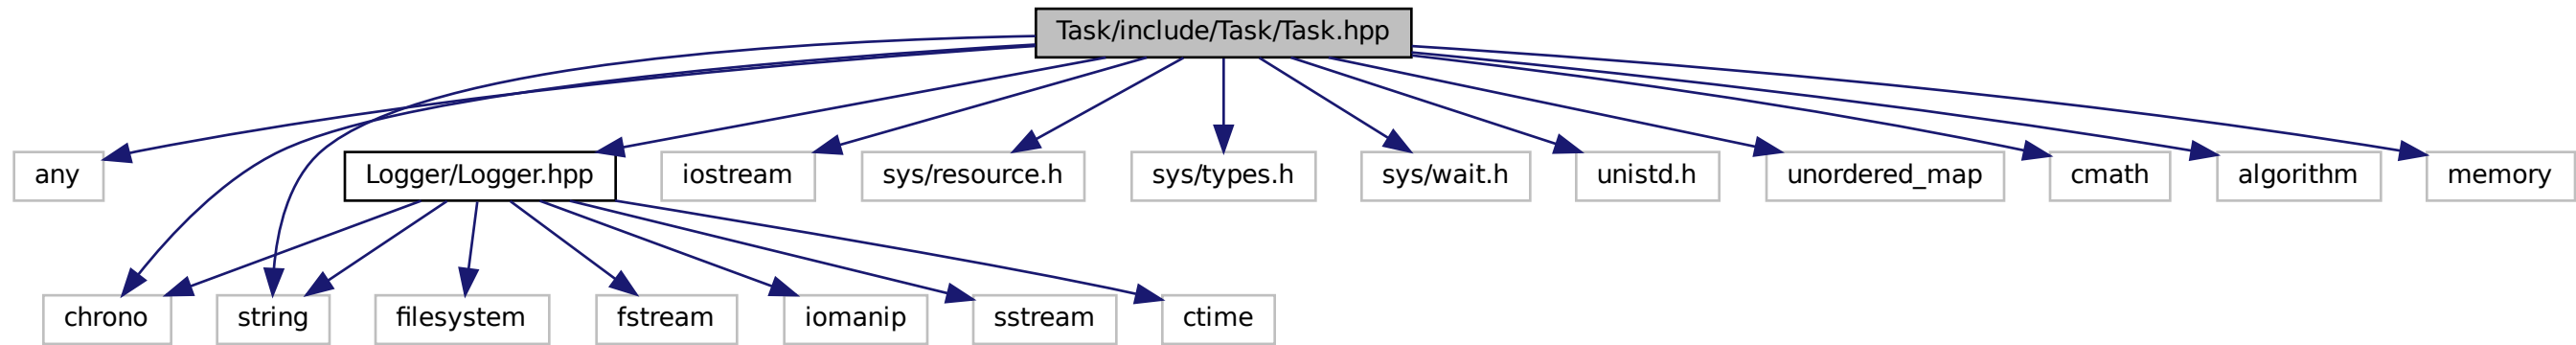 Task/include/Task/Task.hpp
any
Logger/Logger.hpp
iostream
sys/resource.h
sys/types.h
sys/wait.h
unistd.h
unordered_map
cmath
algorithm
memory
chrono
string
filesystem
fstream
iomanip
sstream
ctime